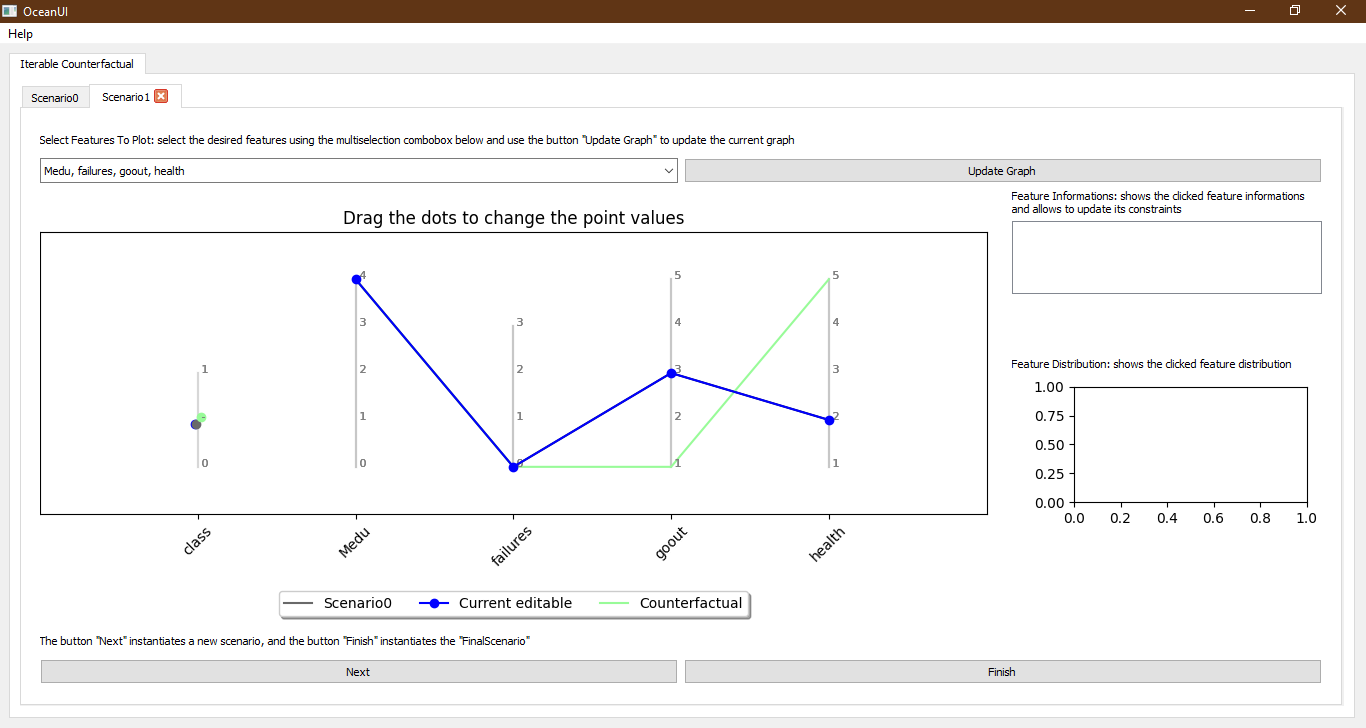 OceanUI
Help
Iterable Counterfactual
Scenario0
Scenario1
Select Features To Plot: select the desired features using the multiselection combobox below and use the button "Update Graph" to update the current graph
Medu, failures, goout, health
Update Graph
Feature Informations: shows the clicked feature informations
and allows to update its constraints
Drag the dots to change the point values
1
0
4
3
2
1
0
3
2
1
0
5
4
3
2
1
5
4
3
2
1
class
Medu
failures
goout
health
Scenario0
Current editable
Counterfactual
Feature Distribution: shows the clicked feature distribution
1.00
0.75
0.50
0.25
0.00
0.0 0.2 0.4 0.6 0.8 1.0
The button "Next" instantiates a new scenario, and the button "Finish" instantiates the "FinalScenario"
Next
Finish